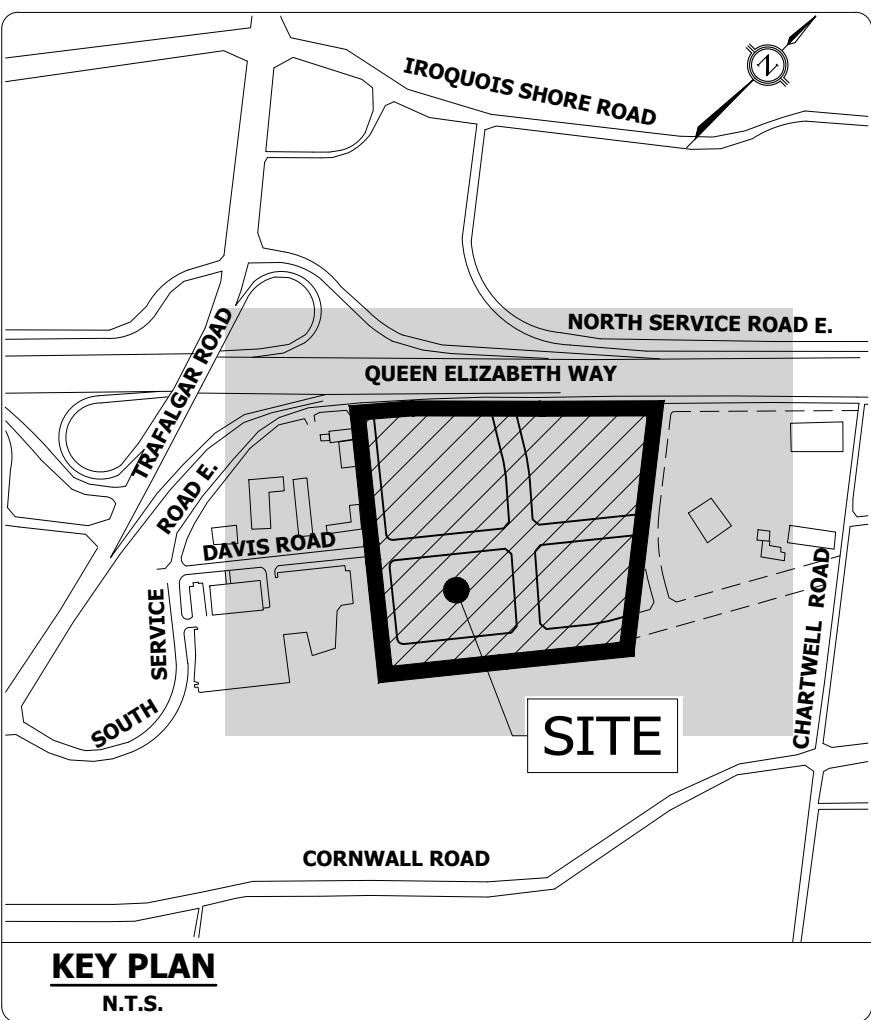 IROQUOIS SHORE ROAD
N
NORTH SERVICE ROAD E.
QUEEN ELIZABETH WAY
TRAFALGAR ROAD
ROAD E.
DAVIS ROAD
SERVICE
SOUTH
CHARTWELL ROAD
SITE
CORNWALL ROAD
KEY PLAN
N.T.S.